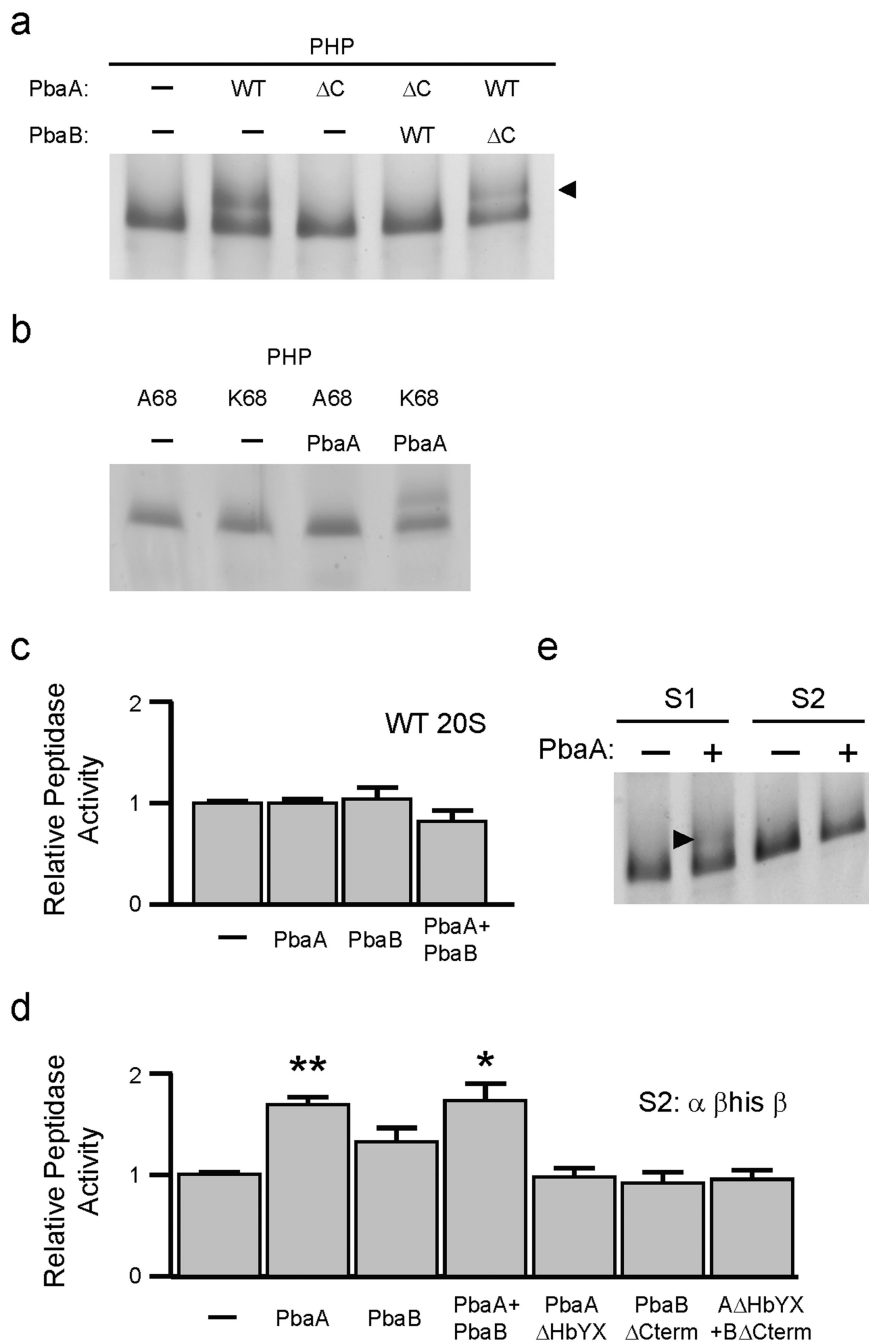 a
PHP
PbaA: – WT ΔC ΔC WT
PbaB: – – – WT ΔC
b
PHP
A68 K68 A68 K68
– – PbaA PbaA
c
Relative Peptidase
Activity
2
1
0
WT 20S
– PbaA PbaB PbaA+
PbaB
e
S1 S2
PbaA: – + – +
d
Relative Peptidase
Activity
2
1
0
** *
S2: α βhis β
– PbaA PbaB PbaA+ PbaA PbaB AΔHbYX
PbaB ΔHbYX ΔCterm +BΔCterm